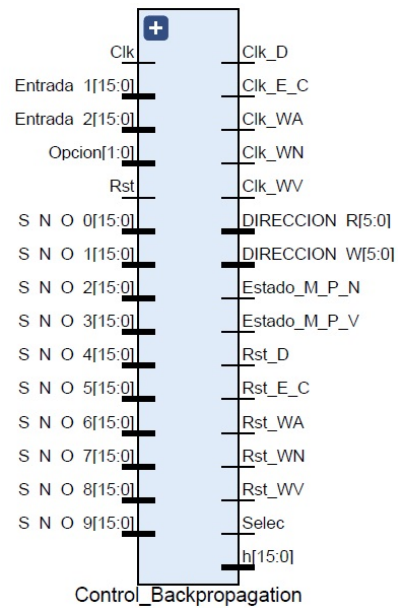 Clk
Entrada 1[15:0]
Entrada 2[15:0]
Opcion[1:0]
Rst
S N O 0[15:0]
S N O 1[15:0]
S N O 2[15:0]
S N O 3[15:0]
S N O 4[15:0]
S N O 5[15:0]
S N O 6[15:0]
S N O 7[15:0]
S N O 8[15:0]
S N O 9[15:0]
Clk_D
Clk_E_C
Clk_WA
Clk_WN
Clk_WV
DIRECCION R[5:0]
DIRECCION W[5:0]
Estado_M_P_N
Estado_M_P_V
Rst_D
Rst_E_C
Rst_WA
Rst_WN
Rst_WV
Selec
h[15:0]
Control_Backpropagation